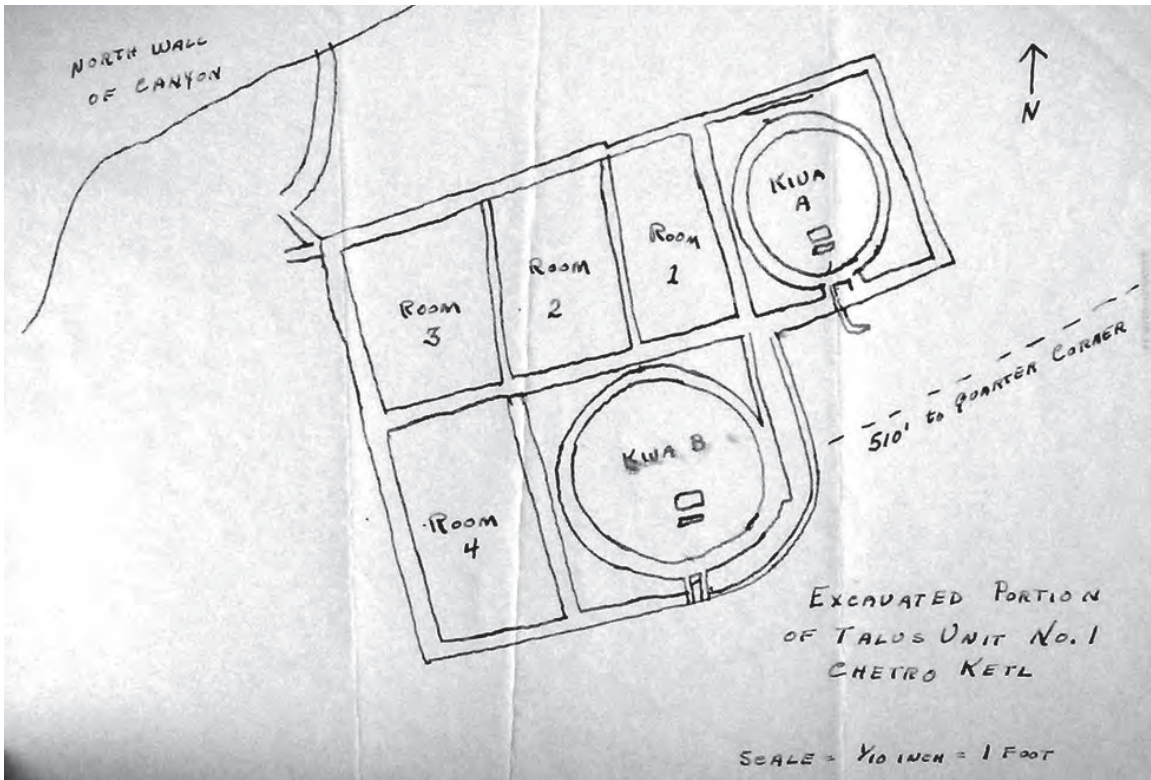 NORTH WALL
OF CANYON
N
KIVA
A
ROOM
1
ROOM
2
ROOM
3
KIVA B
510' to QUARTER CORNER
ROOM
4
EXCAVATED PORTION
OF TALUS UNIT NO. 1
CHETRO KETL
SCALE = 1/10 INCH = 1 FOOT